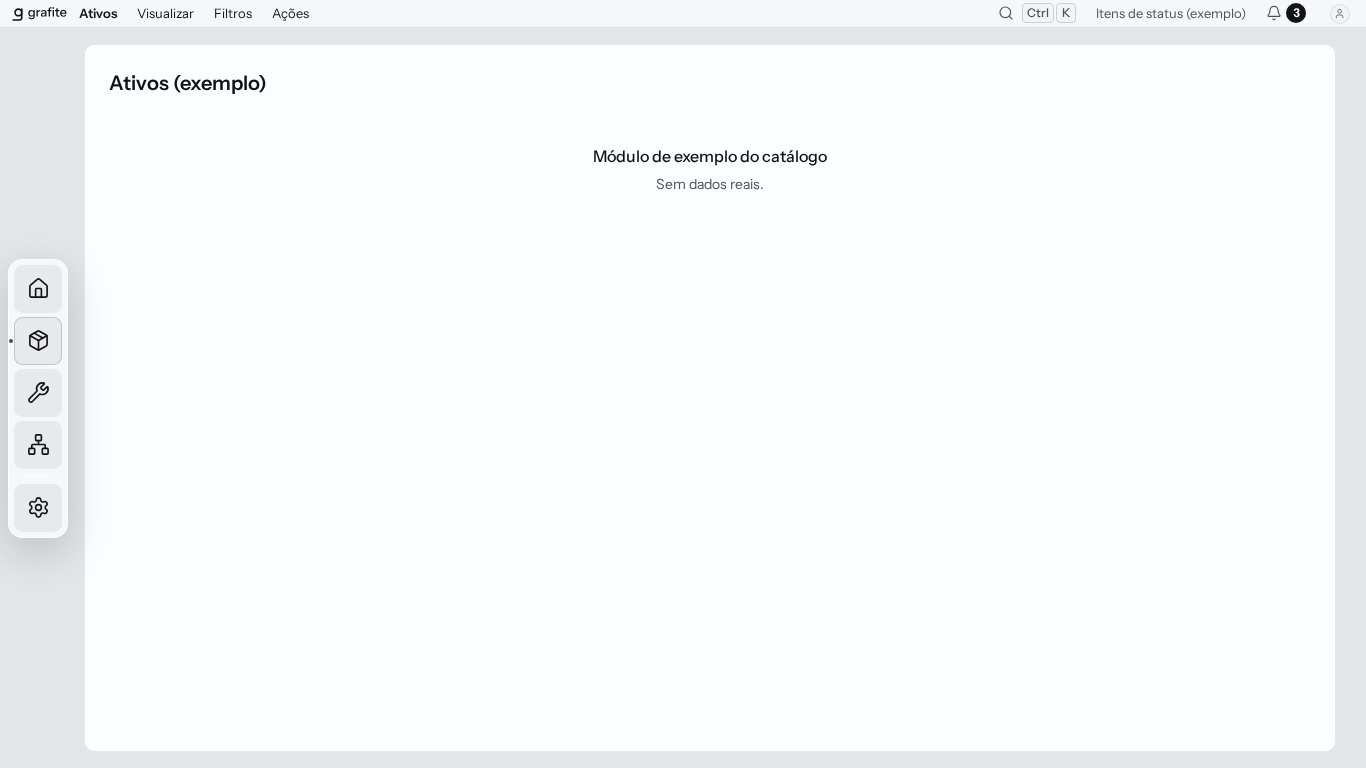 grafite Ativos Visualizar Filtros Ações Ctrl K Itens de status (exemplo) 3
Ativos (exemplo)
Módulo de exemplo do catálogo
Sem dados reais.